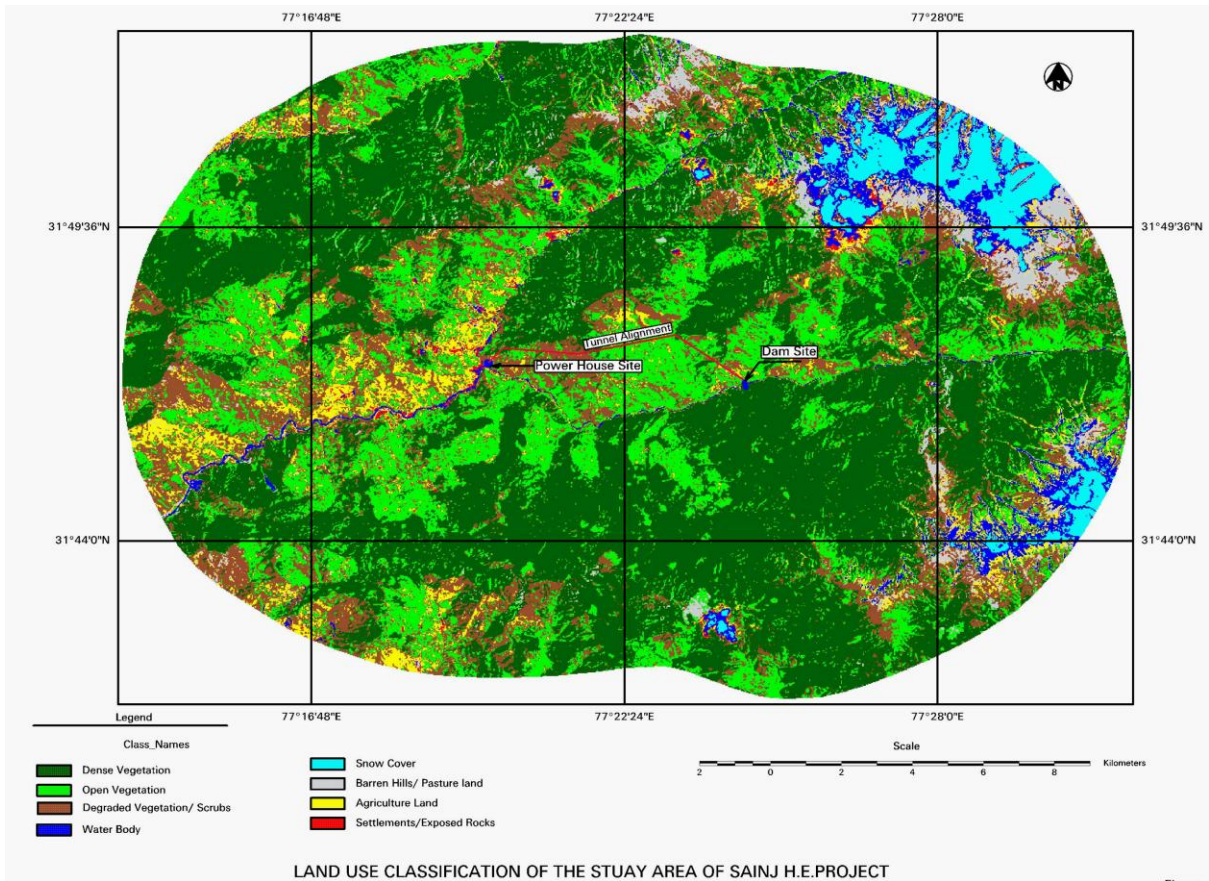 77°16'48"E 77°22'24"E 77°28'0"E
N
31°49'36"N 31°49'36"N
Tunnel Alignment
Dam Site
Power House Site
31°44'0"N 31°44'0"N
77°16'48"E 77°22'24"E 77°28'0"E
Legend
Class_Names
Dense Vegetation
Open Vegetation
Degraded Vegetation/ Scrubs
Water Body
Snow Cover
Barren Hills/ Pasture land
Agriculture Land
Settlements/Exposed Rocks
Scale
2 0 2 4 6 8 Kilometers
LAND USE CLASSIFICATION OF THE STUAY AREA OF SAINJ H.E.PROJECT